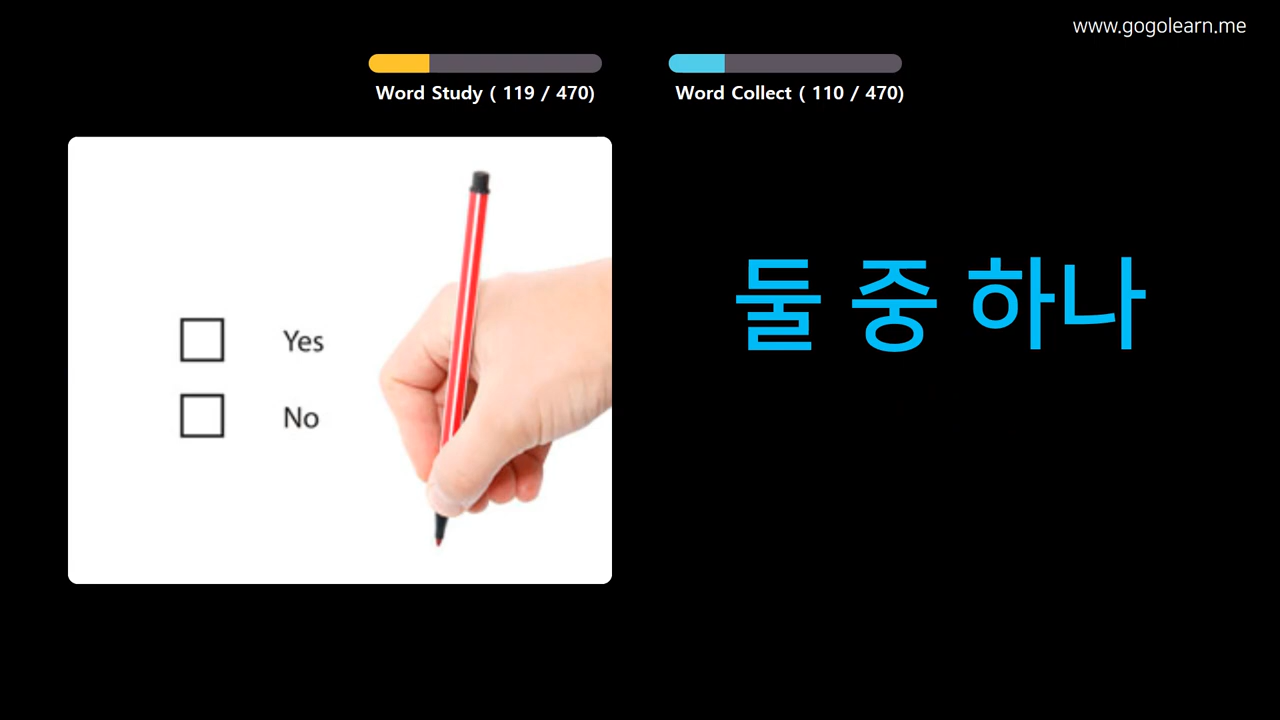 www.gogolearn.me
Word Study ( 119 / 470)
Word Collect ( 110 / 470)
Yes
No
둘 중 하나